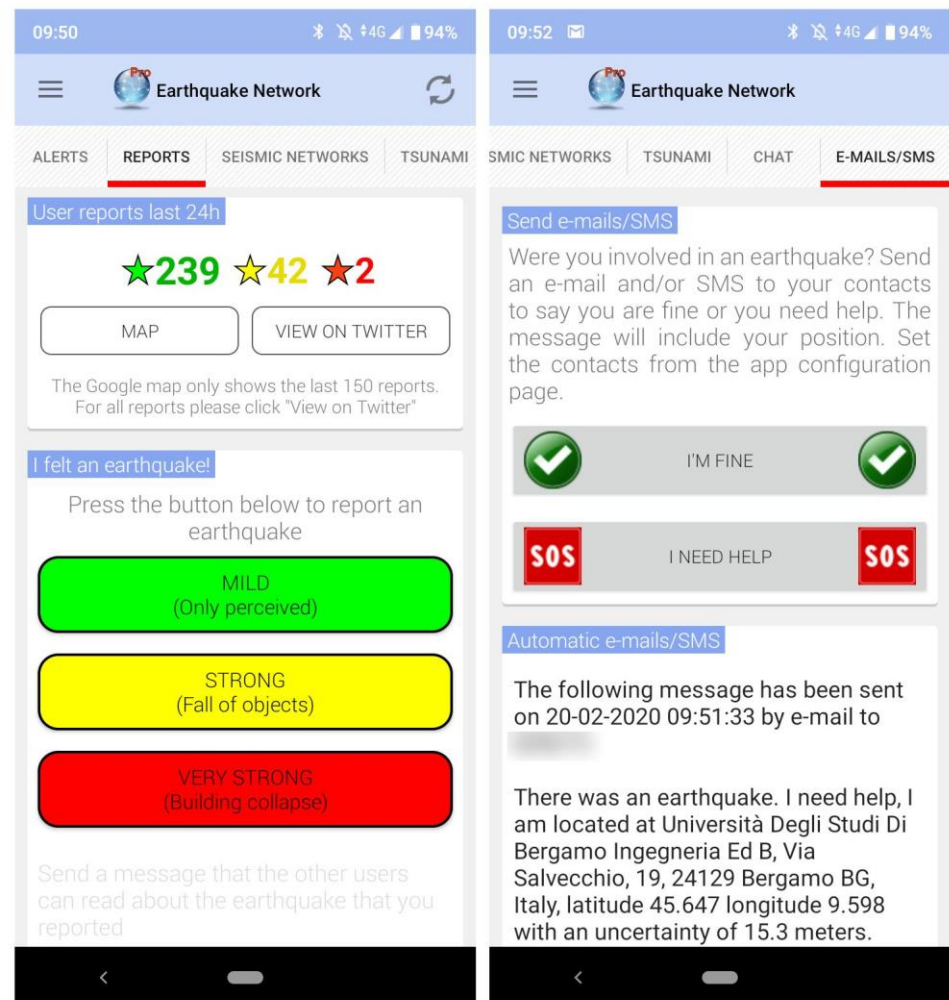 09:50
4G
94%
Pro
Earthquake Network
ALERTS
REPORTS
SEISMIC NETWORKS
TSUNAMI
User reports last 24h
239 42 2
MAP
VIEW ON TWITTER
The Google map only shows the last 150 reports.
For all reports please click "View on Twitter"
I felt an earthquake!
Press the button below to report an
earthquake
MILD
(Only perceived)
STRONG
(Fall of objects)
VERY STRONG
(Building collapse)
Send a message that the other users
can read about the earthquake that you
reported
09:52
4G
94%
Pro
Earthquake Network
SMIC NETWORKS
TSUNAMI
CHAT
E-MAILS/SMS
Send e-mails/SMS
Were you involved in an earthquake? Send
an e-mail and/or SMS to your contacts
to say you are fine or you need help. The
message will include your position. Set
the contacts from the app configuration
page.
I'M FINE
SOS I NEED HELP SOS
Automatic e-mails/SMS
The following message has been sent
on 20-02-2020 09:51:33 by e-mail to
There was an earthquake. I need help, I
am located at Università Degli Studi Di
Bergamo Ingegneria Ed B, Via
Salvecchio, 19, 24129 Bergamo BG,
Italy, latitude 45.647 longitude 9.598
with an uncertainty of 15.3 meters.